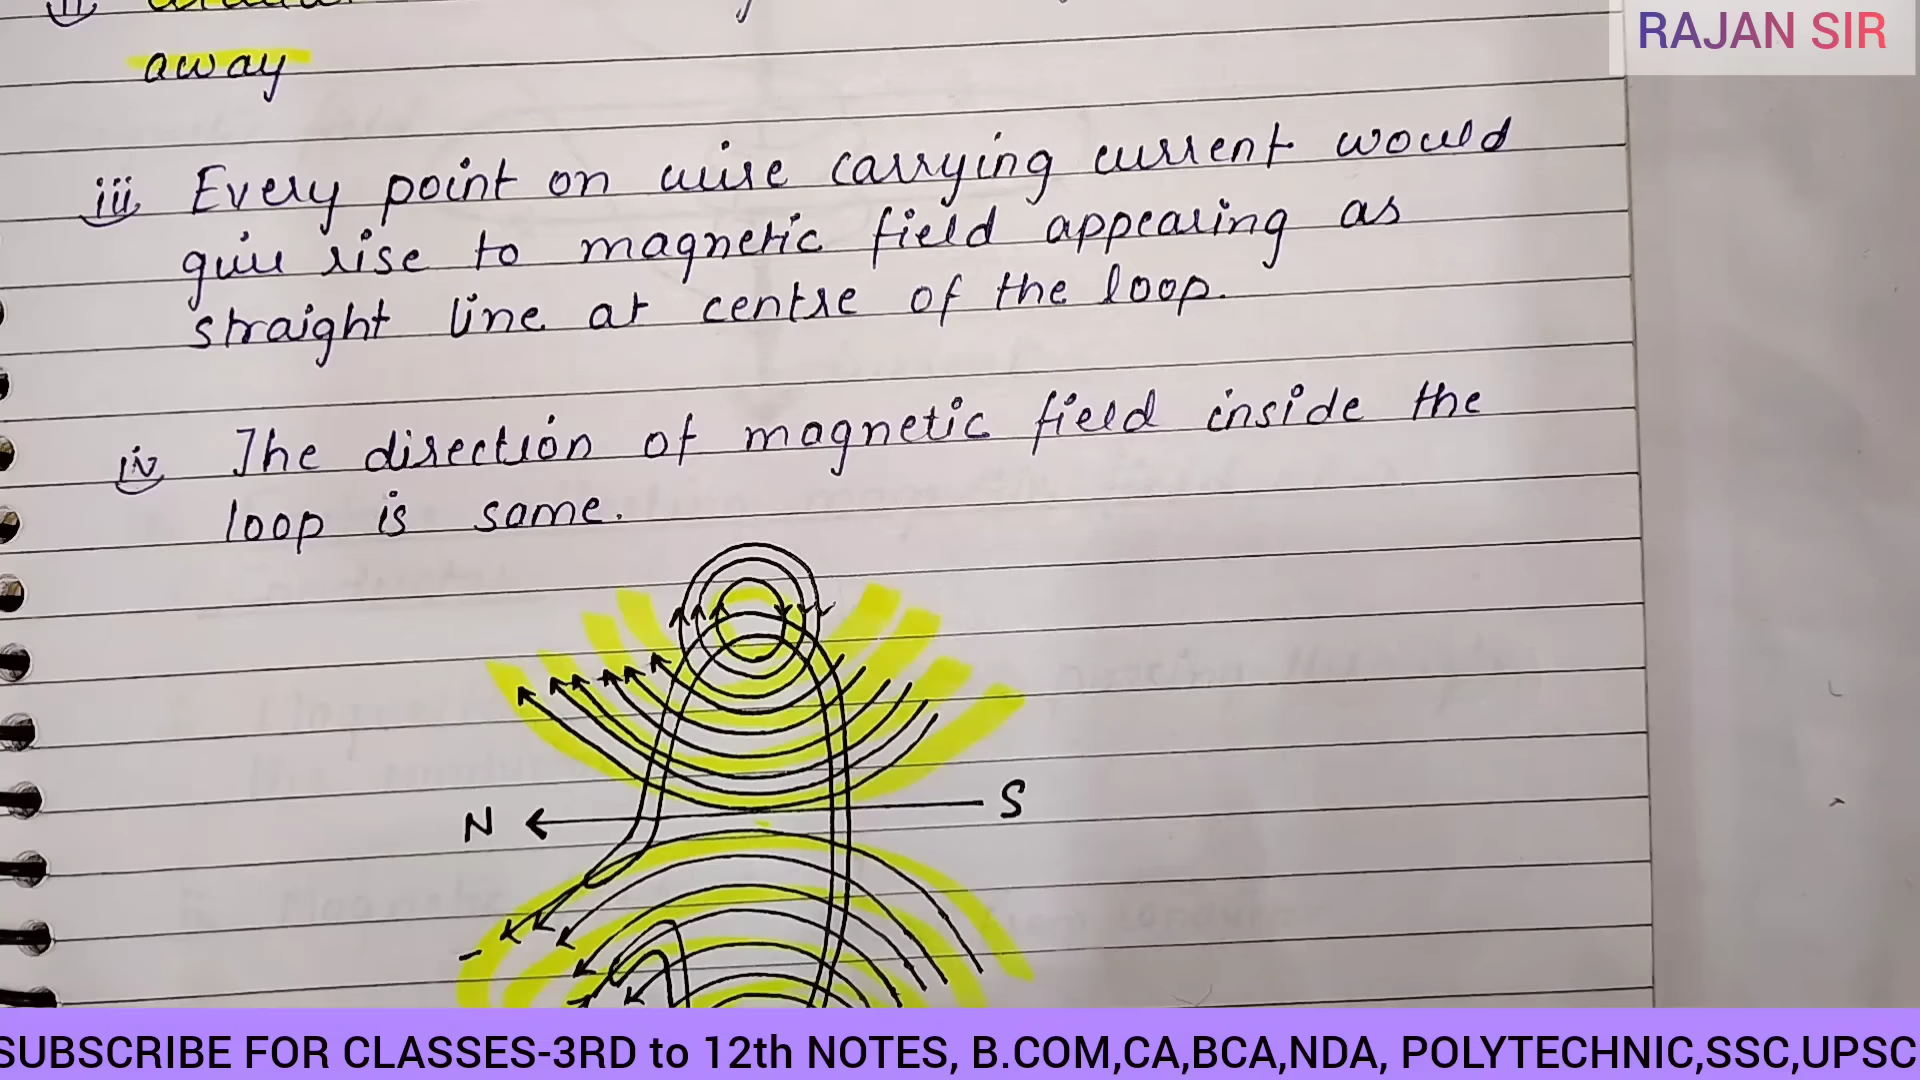 RAJAN SIR
away
iii, Every point on wire carrying current would
give rise to magnetic field appearing as
straight line at centre of the loop.
iv, The direction of magnetic field inside the
loop is same.
N
S
SUBSCRIBE FOR CLASSES-3RD to 12th NOTES, B.COM,CA,BCA,NDA, POLYTECHNIC,SSC,UPSC